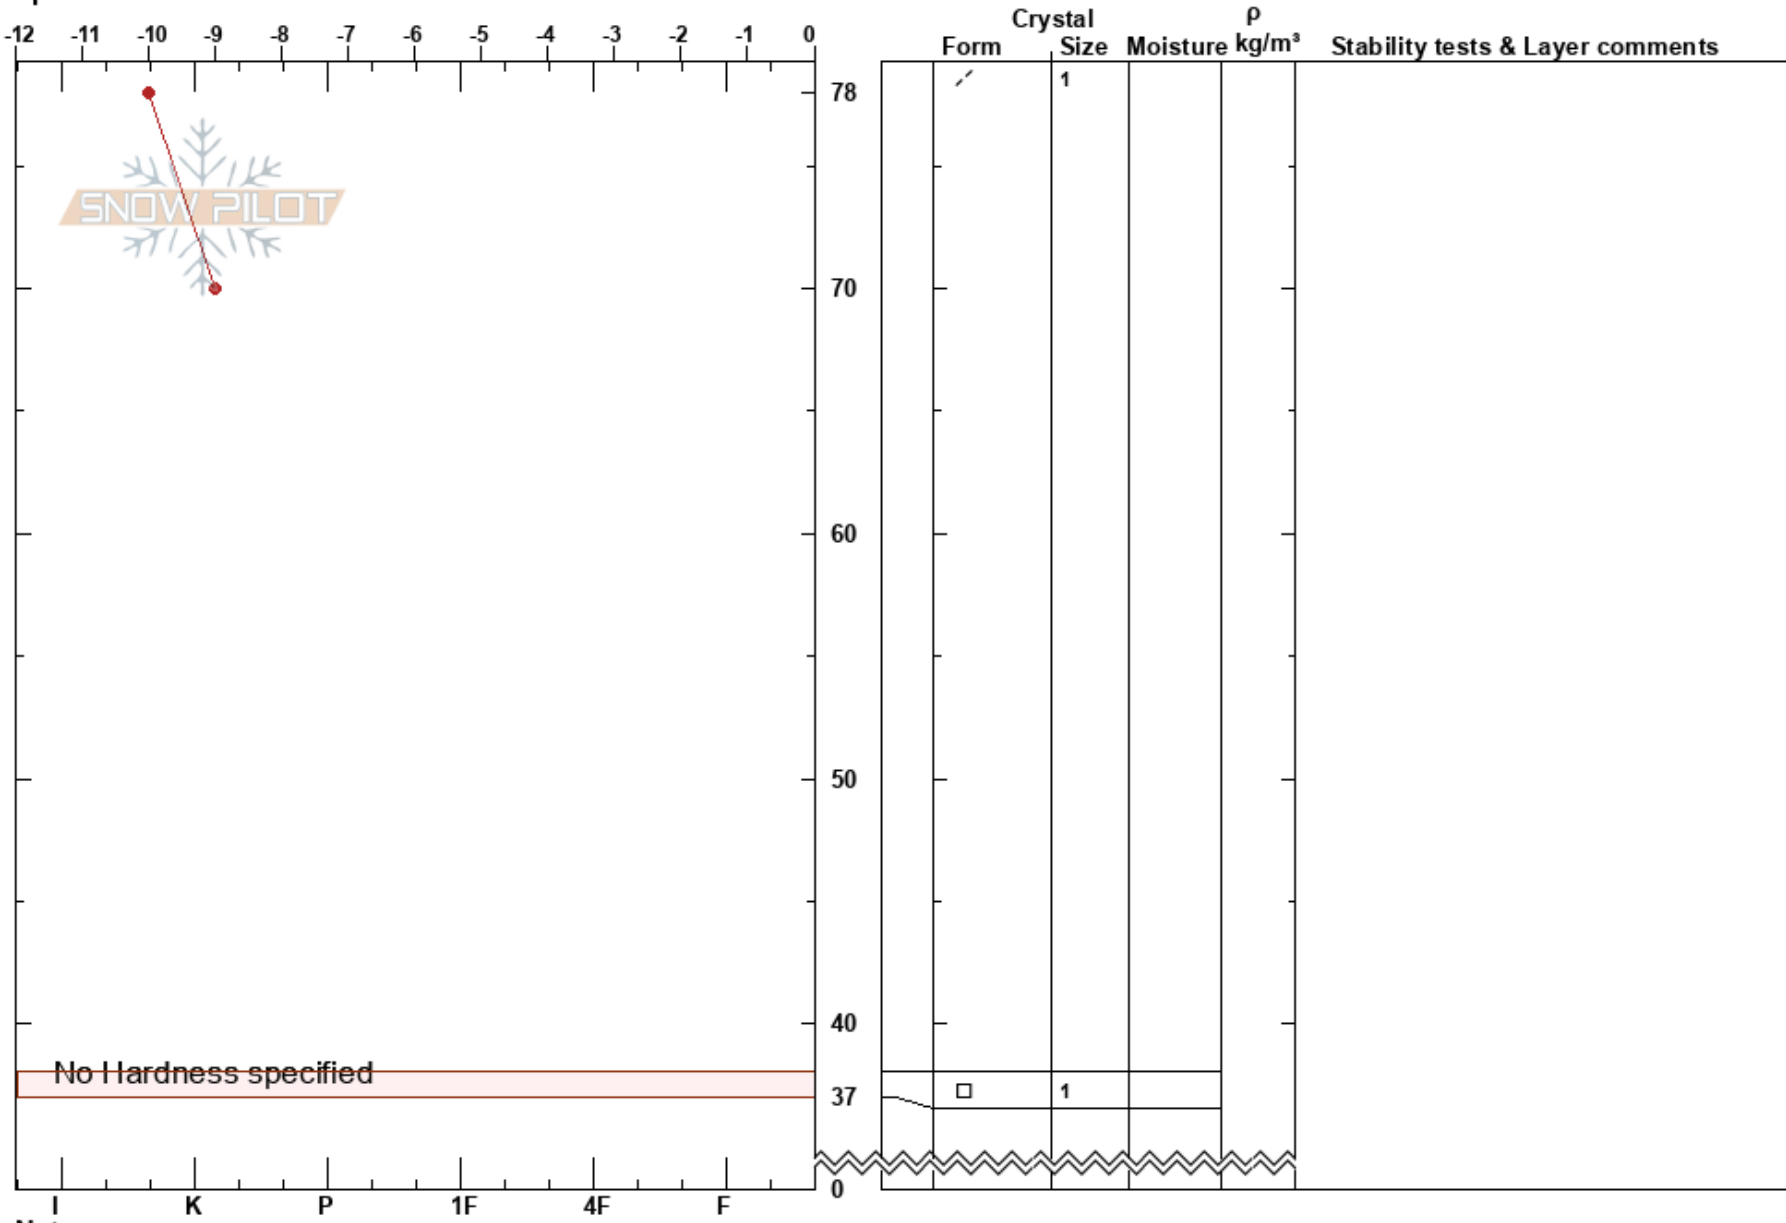 Crystal ρ
-12 -11 -10 -9 -8 -7 -6 -5 -4 -3 -2 -1 0 Form Size Moisture kg/m³ Stability tests & Layer comments
1
78
SNOW PILOT
70
60
50
40
No Hardness specified
37 1
0
I K P 1F 4F F